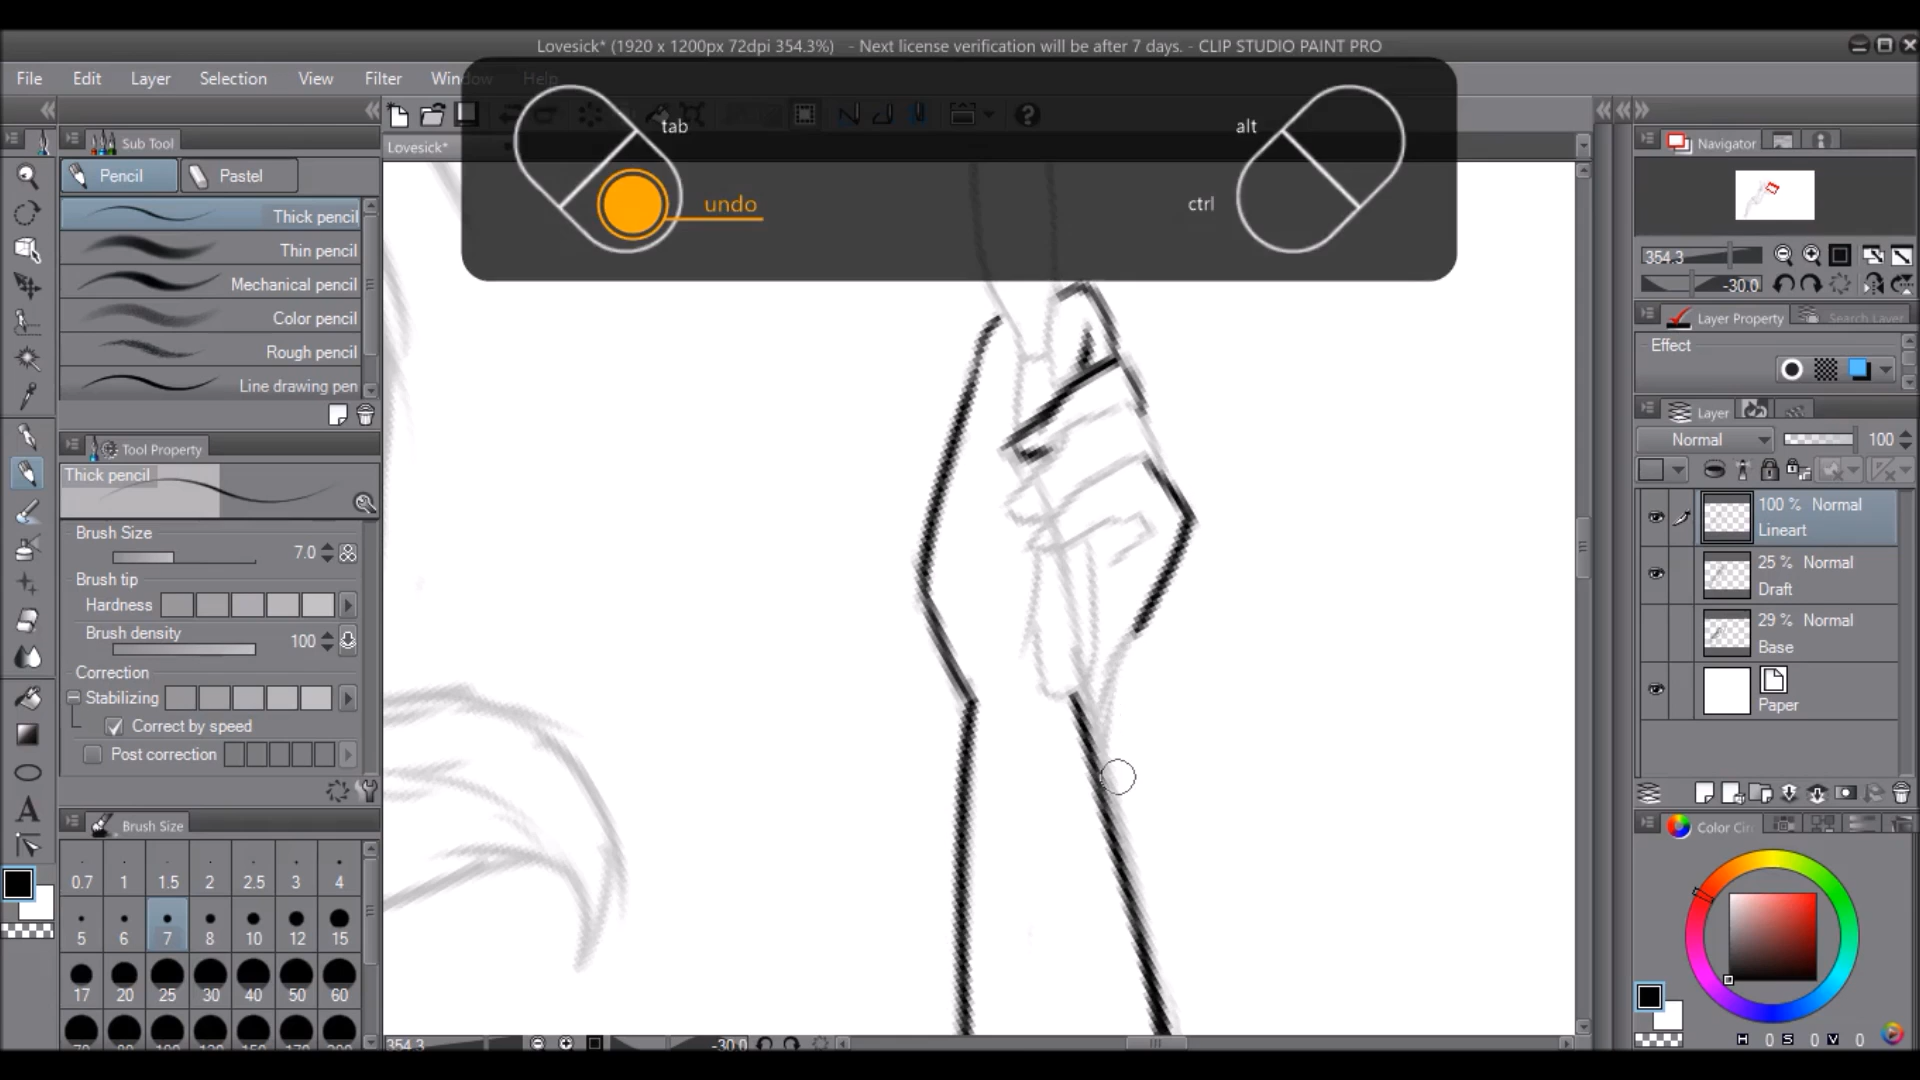 Lovesick* (1920 x 1200px 72dpi 354.3%)   - Next license verification will be after 7 days. - CLIP STUDIO PAINT PRO
File Edit Layer Selection View Filter Window Help
tab
undo
alt
ctrl
Lovesick*
Sub Tool
Pencil Pastel
Thick pencil
Thin pencil
Mechanical pencil
Color pencil
Rough pencil
Line drawing pen
Tool Property
Thick pencil
Brush Size 7.0
Brush tip
Hardness
Brush density 100
Correction
Stabilizing
Correct by speed
Post correction
Brush Size
0.7 1 1.5 2 2.5 3 4
5 6 7 8 10 12 15
17 20 25 30 40 50 60
354.3 -30.0
Navigator
354.3
-30.0
Layer Property Search Layer
Effect
Layer
Normal 100
100 % Normal
Lineart
25 % Normal
Draft
29 % Normal
Base
Paper
Color Cir
H 0 S 0 V 0